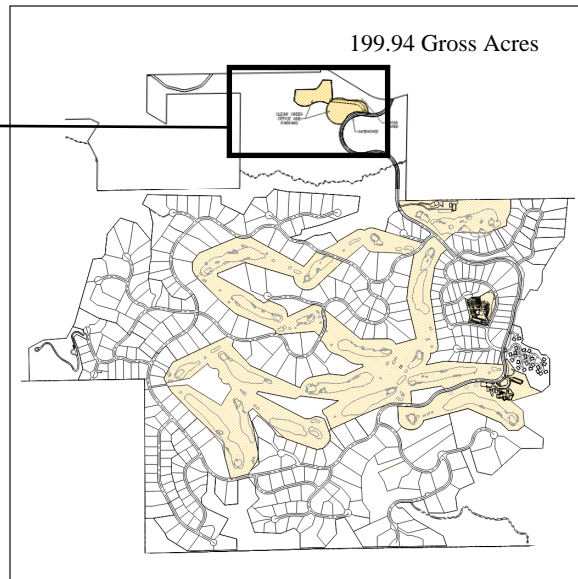 199.94 Gross Acres
CLEAR CREEK
OFFICE AND
PARKING
GATEHOUSE